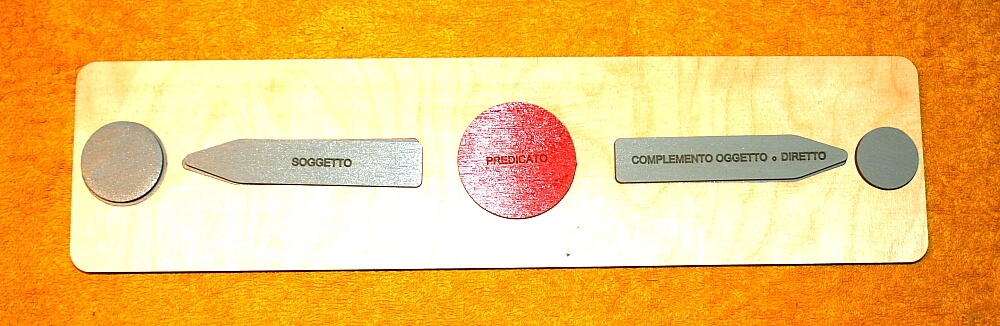 SOGGETTO
PREDICATO
COMPLEMENTO OGGETTO o DIRETTO